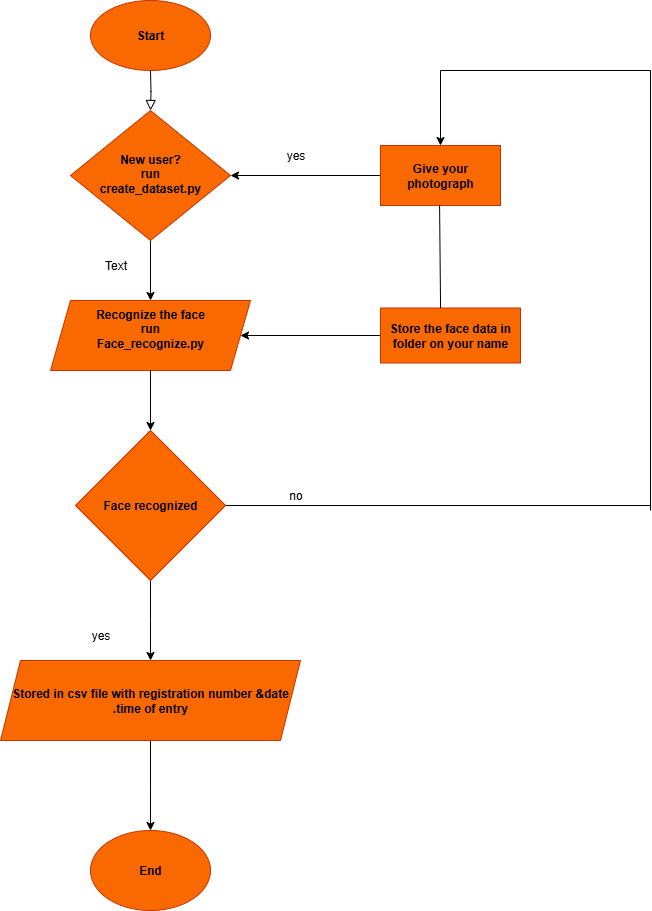 Start
New user?
run
create_dataset.py
yes
Give your
photograph
Text
Recognize the face
run
Face_recognize.py
Store the face data in
folder on your name
Face recognized
no
yes
Stored in csv file with registration number &date
.time of entry
End